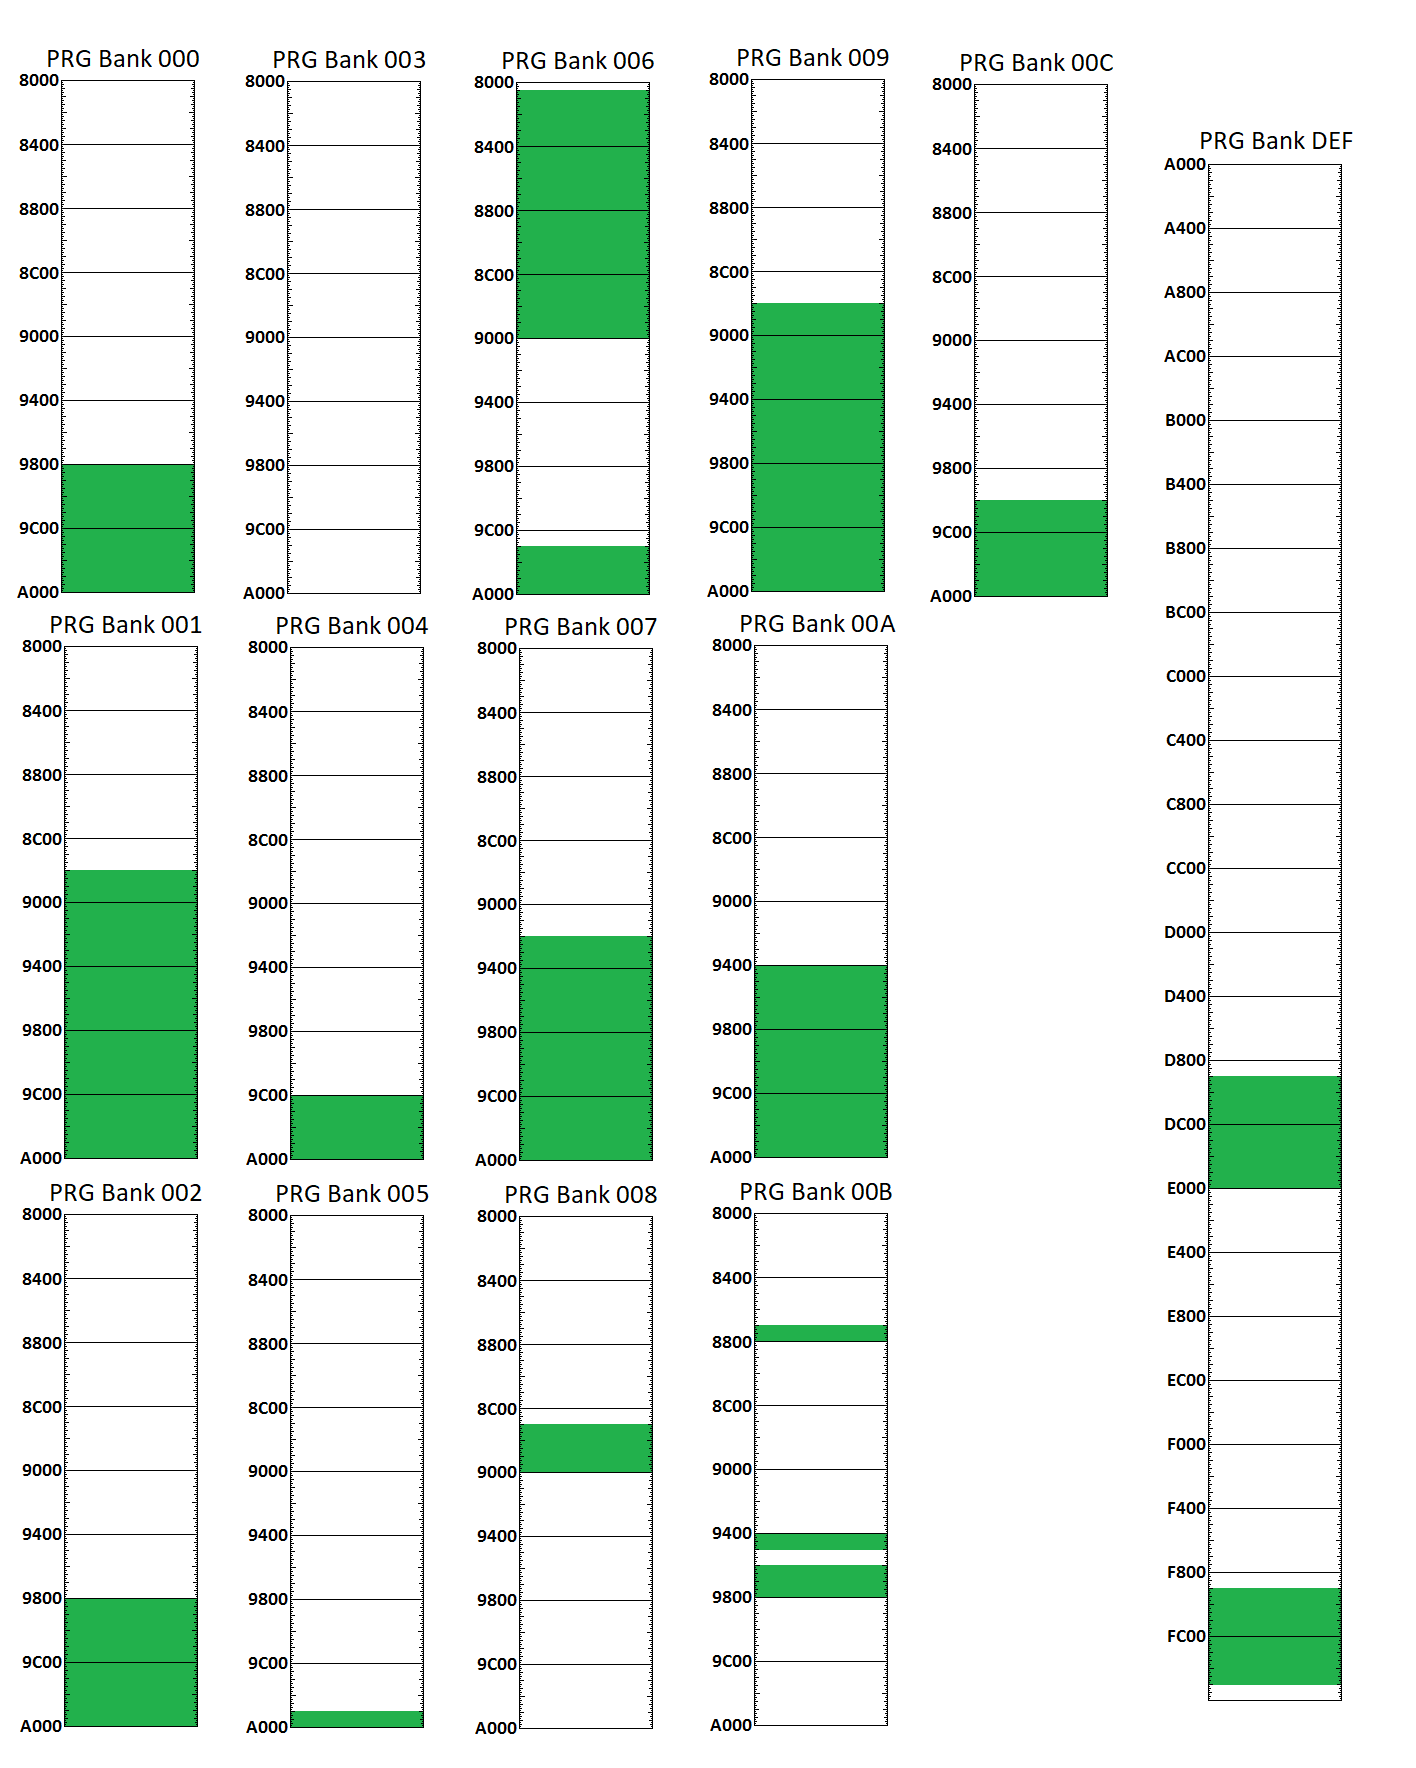 PRG Bank 000
8000
8400
8800
8C00
9000
9400
9800
9C00
A000
PRG Bank 001
8000
8400
8800
8C00
9000
9400
9800
9C00
A000
PRG Bank 002
8000
8400
8800
8C00
9000
9400
9800
9C00
A000
PRG Bank 003
8000
8400
8800
8C00
9000
9400
9800
9C00
A000
PRG Bank 004
8000
8400
8800
8C00
9000
9400
9800
9C00
A000
PRG Bank 005
8000
8400
8800
8C00
9000
9400
9800
9C00
A000
PRG Bank 006
8000
8400
8800
8C00
9000
9400
9800
9C00
A000
PRG Bank 007
8000
8400
8800
8C00
9000
9400
9800
9C00
A000
PRG Bank 008
8000
8400
8800
8C00
9000
9400
9800
9C00
A000
PRG Bank 009
8000
8400
8800
8C00
9000
9400
9800
9C00
A000
PRG Bank 00A
8000
8400
8800
8C00
9000
9400
9800
9C00
A000
PRG Bank 00B
8000
8400
8800
8C00
9000
9400
9800
9C00
A000
PRG Bank 00C
8000
8400
8800
8C00
9000
9400
9800
9C00
A000
PRG Bank DEF
A000
A400
A800
AC00
B000
B400
B800
BC00
C000
C400
C800
CC00
D000
D400
D800
DC00
E000
E400
E800
EC00
F000
F400
F800
FC00